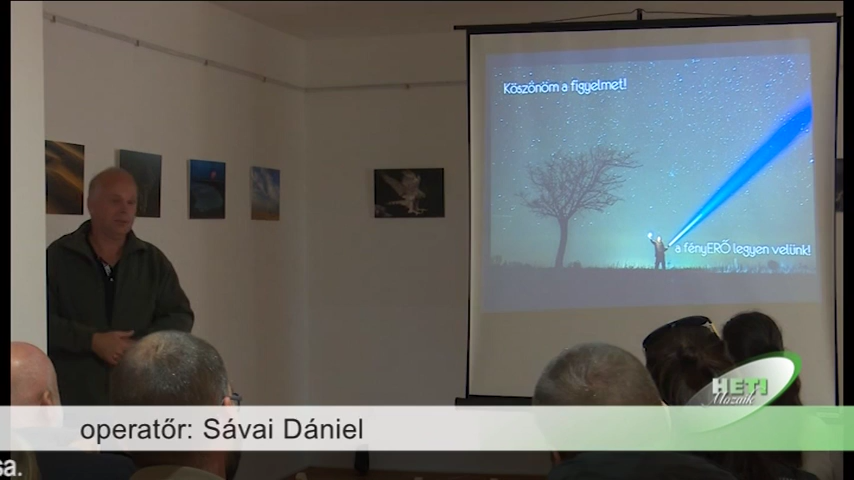 Köszönöm a figyelmet!
a fényERŐ legyen velünk!
HETI
Mozaik
operatőr: Sávai Dániel
sa.